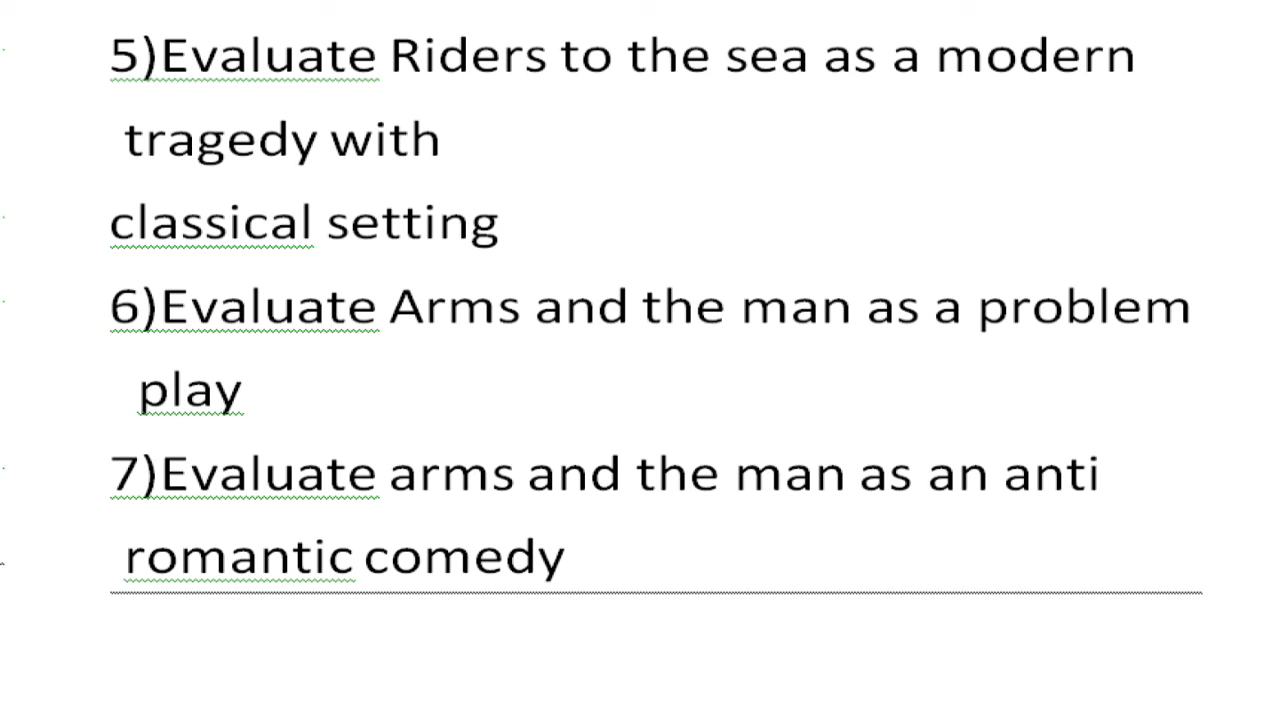 5)Evaluate Riders to the sea as a modern
tragedy with
classical setting
6)Evaluate Arms and the man as a problem
play
7)Evaluate arms and the man as an anti
romantic comedy